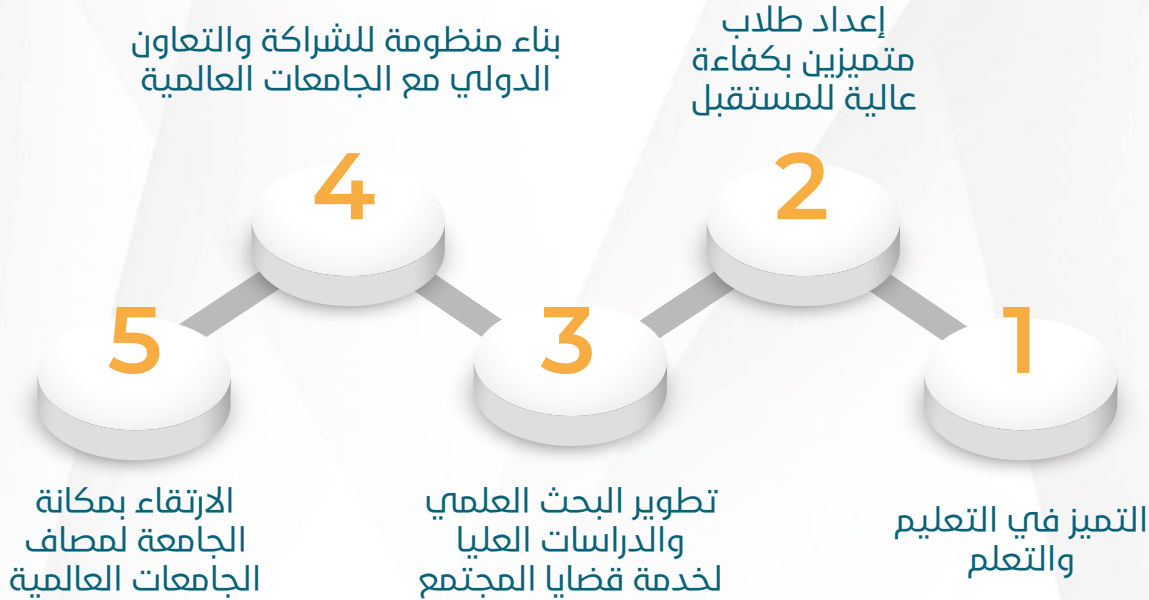 1
التميز في التعليم
والتعلم
2
إعداد طلاب
متميزين بكفاءة
عالية للمستقبل
3
تطوير البحث العلمي
والدراسات العليا
لخدمة قضايا المجتمع
4
بناء منظومة للشراكة والتعاون
الدولي مع الجامعات العالمية
5
الارتقاء بمكانة
الجامعة لمصاف
الجامعات العالمية